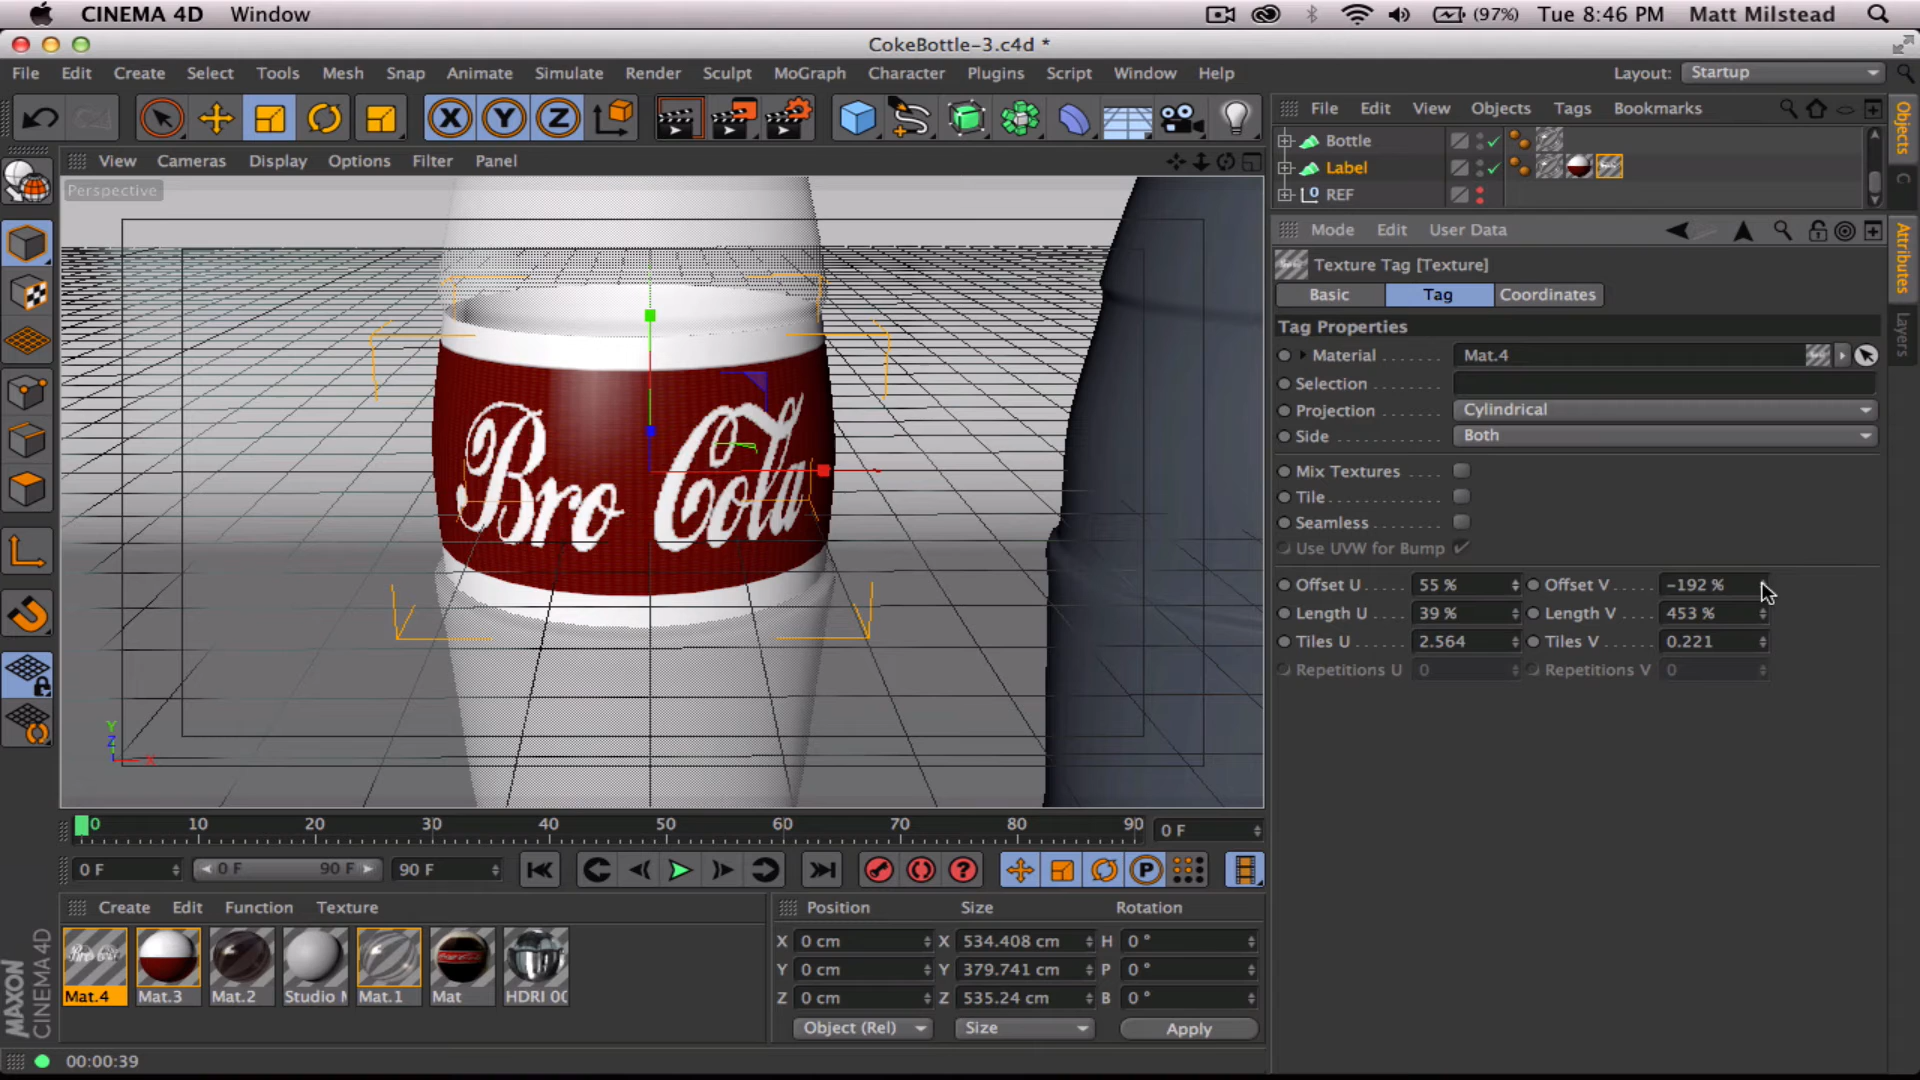 CINEMA 4D Window (97%) Tue 8:46 PM Matt Milstead
CokeBottle-3.c4d *
File Edit Create Select Tools Mesh Snap Animate Simulate Render Sculpt MoGraph Character Plugins Script Window Help Layout: Startup
X Y Z
File Edit View Objects Tags Bookmarks
Objects
Bottle
Label
REF
View Cameras Display Options Filter Panel
Perspective
Mode Edit User Data
Attributes
Layers
Texture Tag [Texture]
Basic Tag Coordinates
Tag Properties
Material Mat.4
Selection
Projection Cylindrical
Side Both
Mix Textures
Tile
Seamless
Use UVW for Bump
Offset U 55 % Offset V -192 %
Length U 39 % Length V 453 %
Tiles U 2.564 Tiles V 0.221
Repetitions U 0 Repetitions V 0
Bro Cola
Y
Z
X
0 10 20 30 40 50 60 70 80 90 0 F
0 F 0 F 90 F 90 F P
Create Edit Function Texture
Position Size Rotation
X 0 cm X 534.408 cm H 0 °
Y 0 cm Y 379.741 cm P 0 °
Z 0 cm Z 535.24 cm B 0 °
Object (Rel) Size Apply
Mat.4 Mat.3 Mat.2 Studio M Mat.1 Mat HDRI 00
MAXON
CINEMA 4D
00:00:39